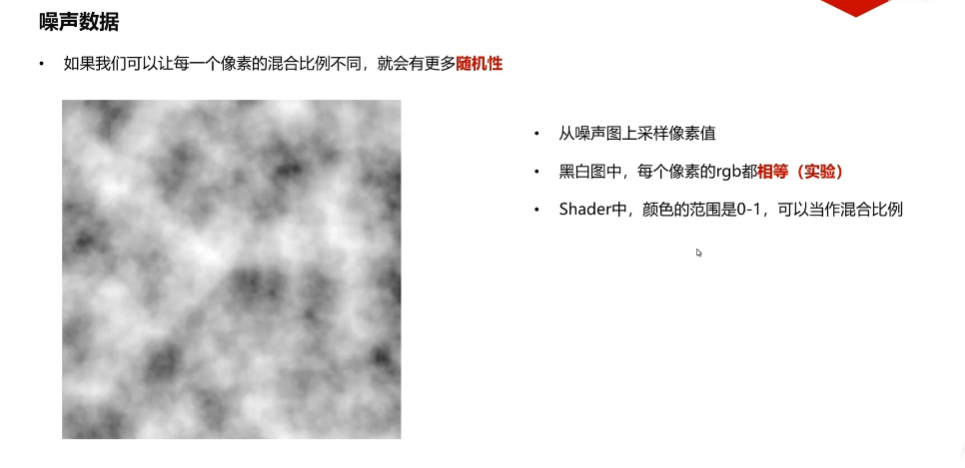 噪声数据
• 如果我们可以让每一个像素的混合比例不同，就会有更多随机性
• 从噪声图上采样像素值
• 黑白图中，每个像素的rgb都相等（实验）
• Shader中，颜色的范围是0-1，可以当作混合比例